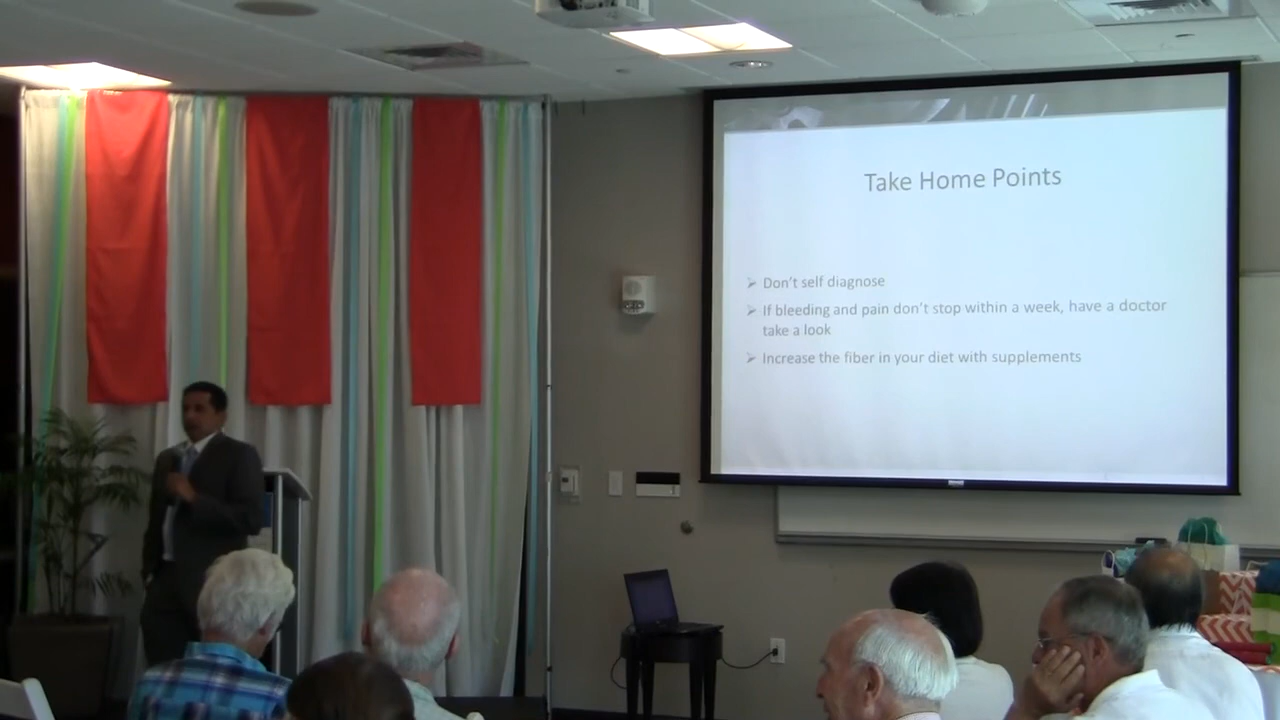 Take Home Points
➢ Don't self diagnose
➢ If bleeding and pain don't stop within a week, have a doctor
take a look
➢ Increase the fiber in your diet with supplements